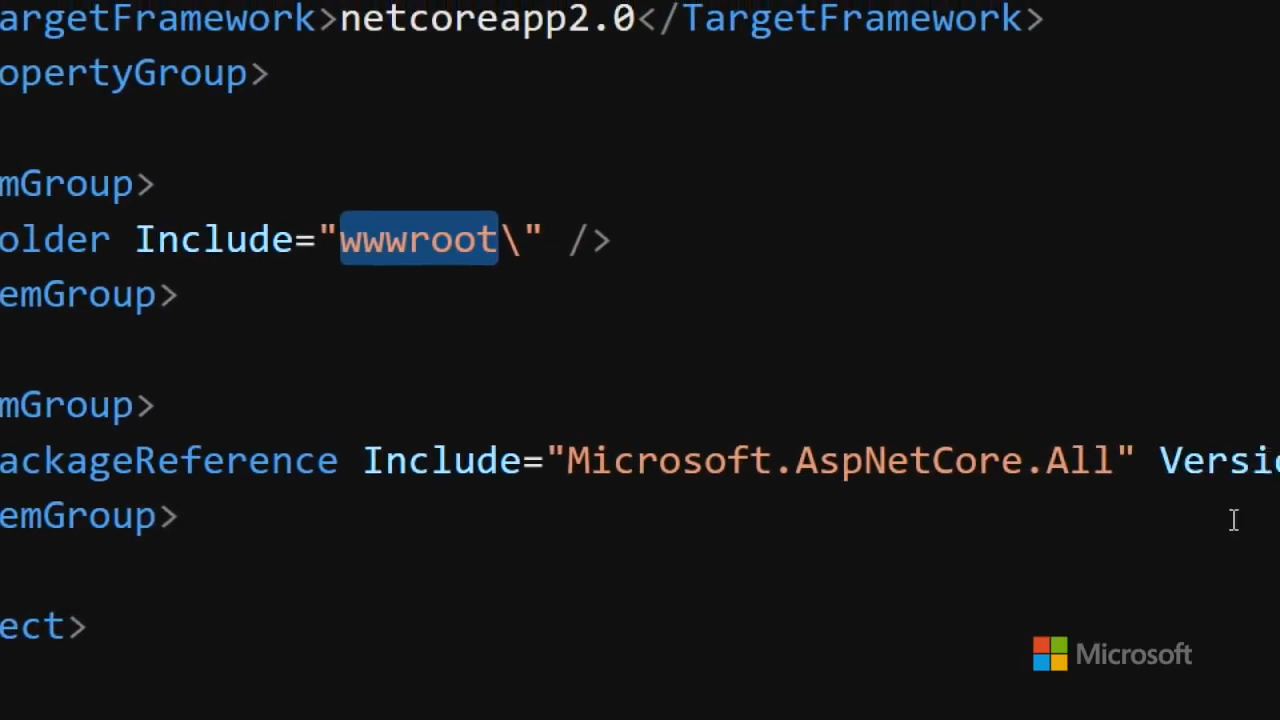 argetFramework>netcoreapp2.0</TargetFramework>
opertyGroup>
mGroup>
older Include="wwwroot\" />
emGroup>
mGroup>
ackageReference Include="Microsoft.AspNetCore.All" Versio
emGroup>
ect>
Microsoft